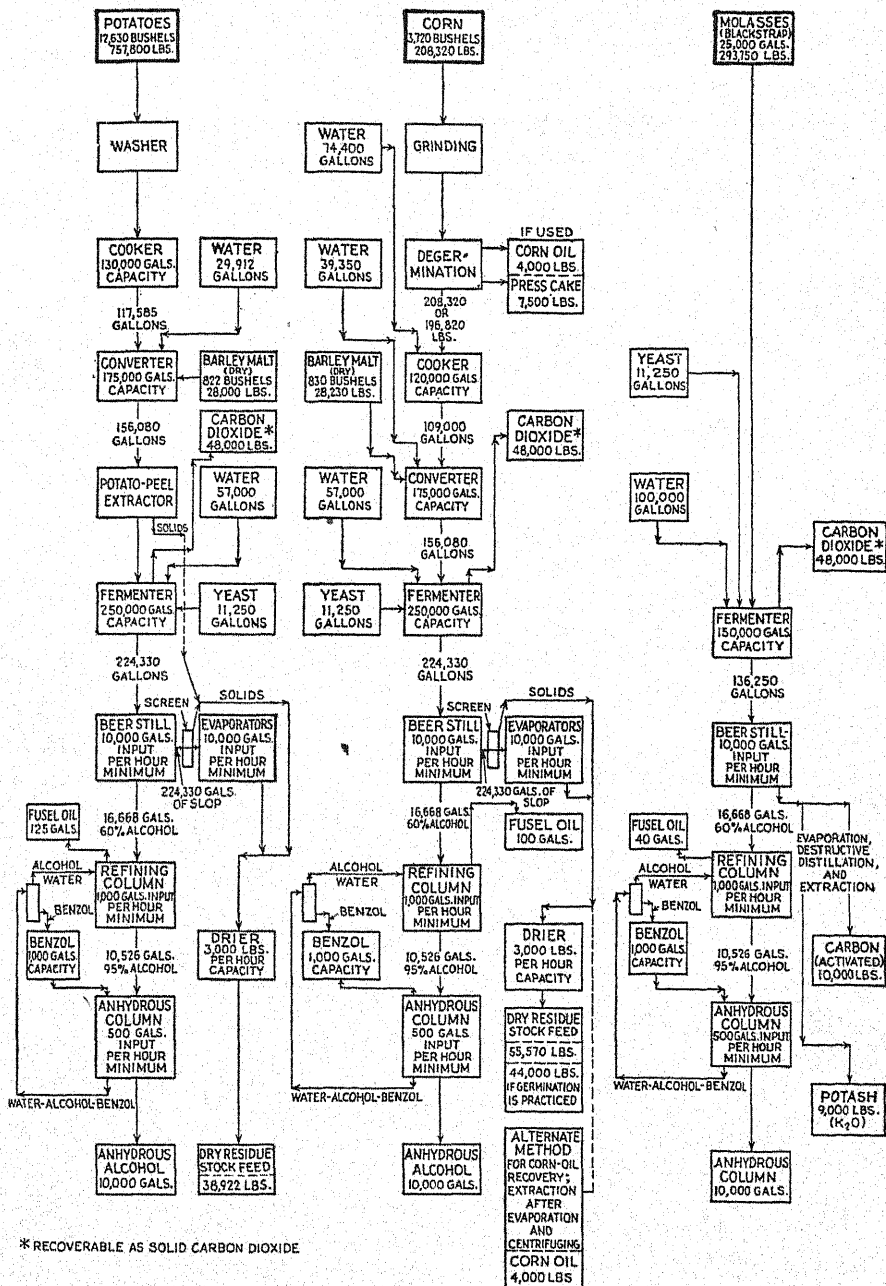 POTATOES
12,630 BUSHELS
757,800 LBS.
WASHER
COOKER
130,000 GALS.
CAPACITY
WATER
29,912
GALLONS
117,585
GALLONS
CONVERTER
175,000 GALS.
CAPACITY
BARLEY MALT
(DRY)
822 BUSHELS
28,000 LBS.
156,080
GALLONS
CARBON
DIOXIDE*
48,000 LBS.
POTATO-PEEL
EXTRACTOR
WATER
57,000
GALLONS
SOLIDS
FERMENTER
250,000 GALS.
CAPACITY
YEAST
11,250
GALLONS
224,330
GALLONS
SCREEN
SOLIDS
BEER STILL
10,000 GALS.
INPUT
PER HOUR
MINIMUM
EVAPORATORS
10,000 GALS.
INPUT
PER HOUR
MINIMUM
224,330 GALS.
OF SLOP
FUSEL OIL
125 GALS.
16,668 GALS.
60% ALCOHOL
ALCOHOL
WATER
REFINING
COLUMN
1,000 GALS. INPUT
PER HOUR
MINIMUM
BENZOL
BENZOL
1,000 GALS.
CAPACITY
10,526 GALS.
95% ALCOHOL
DRIER
3,000 LBS.
PER HOUR
CAPACITY
ANHYDROUS
COLUMN
500 GALS.
INPUT
PER HOUR
MINIMUM
WATER-ALCOHOL-BENZOL
ANHYDROUS
ALCOHOL
10,000 GALS.
DRY RESIDUE
STOCK FEED
38,922 LBS.
CORN
3,720 BUSHELS
208,320 LBS.
WATER
74,400
GALLONS
GRINDING
WATER
39,350
GALLONS
DEGER-
MINATION
IF USED
CORN OIL
4,000 LBS.
PRESS CAKE
7,500 LBS.
208,320
OR
196,820
LBS.
BARLEY MALT
(DRY)
830 BUSHELS
28,230 LBS.
COOKER
120,000 GALS.
CAPACITY
109,000
GALLONS
CARBON
DIOXIDE*
48,000 LBS.
WATER
57,000
GALLONS
CONVERTER
175,000 GALS.
CAPACITY
156,080
GALLONS
YEAST
11,250
GALLONS
FERMENTER
250,000 GALS.
CAPACITY
224,330
GALLONS
SCREEN
SOLIDS
BEER STILL
10,000 GALS.
INPUT
PER HOUR
MINIMUM
EVAPORATORS
10,000 GALS.
INPUT
PER HOUR
MINIMUM
224,330 GALS. OF
SLOP
16,668 GALS.
60% ALCOHOL
FUSEL OIL
100 GALS.
ALCOHOL
WATER
REFINING
COLUMN
1,000 GALS. INPUT
PER HOUR
MINIMUM
BENZOL
BENZOL
1,000 GALS.
CAPACITY
10,526 GALS.
95% ALCOHOL
DRIER
3,000 LBS.
PER HOUR
CAPACITY
ANHYDROUS
COLUMN
500 GALS.
INPUT
PER HOUR
MINIMUM
DRY RESIDUE
STOCK FEED
55,570 LBS.
44,000 LBS.
IF GERMINATION
IS PRACTICED
WATER-ALCOHOL-BENZOL
ANHYDROUS
ALCOHOL
10,000 GALS.
ALTERNATE
METHOD
FOR CORN-OIL
RECOVERY;
EXTRACTION
AFTER
EVAPORATION
AND
CENTRIFUGING
CORN OIL
4,000 LBS
MOLASSES
(BLACKSTRAP)
25,000 GALS.
293,750 LBS.
YEAST
11,250
GALLONS
WATER
100,000
GALLONS
CARBON
DIOXIDE*
48,000 LBS.
FERMENTER
150,000 GALS.
CAPACITY
136,250
GALLONS
BEER STILL
10,000 GALS.
INPUT
PER HOUR
MINIMUM
16,668 GALS.
60% ALCOHOL
FUSEL OIL
40 GALS.
EVAPORATION,
DESTRUCTIVE
DISTILLATION,
AND
EXTRACTION
ALCOHOL
WATER
REFINING
COLUMN
1,000 GALS. INPUT
PER HOUR
MINIMUM
BENZOL
BENZOL
1,000 GALS.
CAPACITY
10,526 GALS.
95% ALCOHOL
CARBON
(ACTIVATED)
10,000 LBS.
ANHYDROUS
COLUMN
500 GALS. INPUT
PER HOUR
MINIMUM
WATER-ALCOHOL-BENZOL
POTASH
9,000 LBS.
(K₂O)
ANHYDROUS
COLUMN
10,000 GALS.
* RECOVERABLE AS SOLID CARBON DIOXIDE